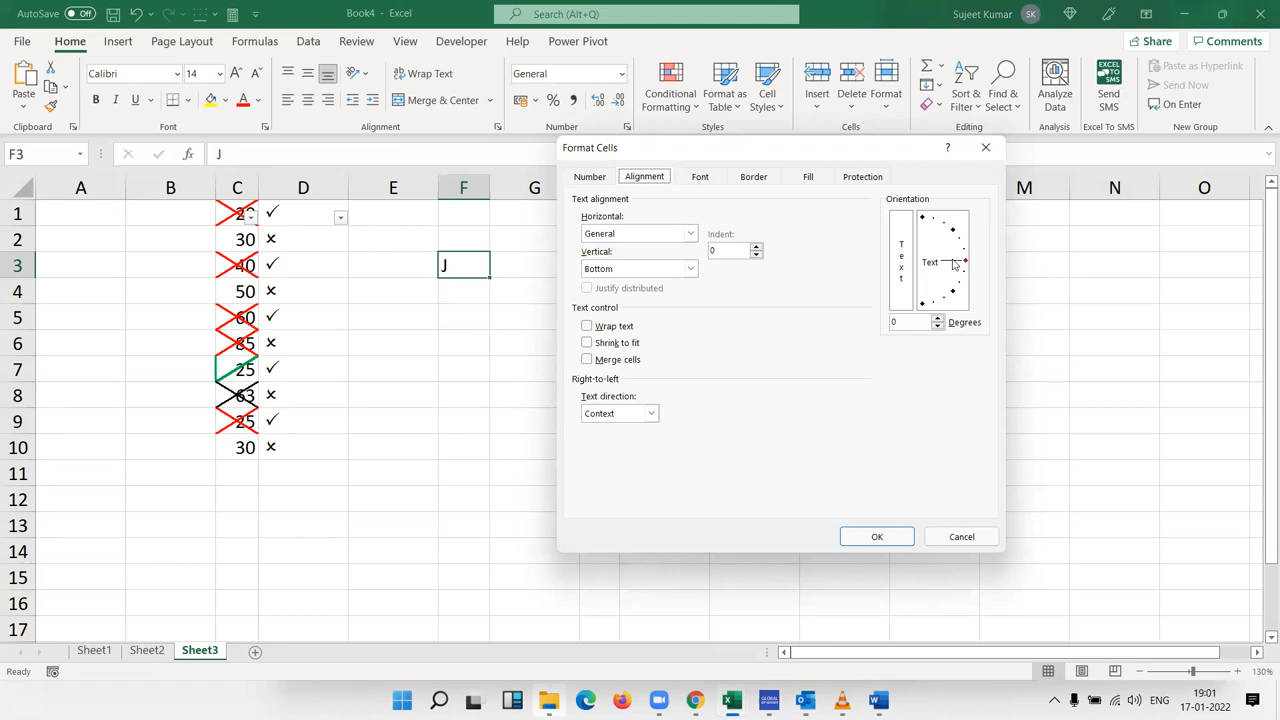 AutoSave Off Book4 - Excel Search (Alt+Q) Sujeet Kumar SK
File Home Insert Page Layout Formulas Data Review View Developer Help Power Pivot Share Comments
Paste Calibri 14 Wrap Text General Conditional Formatting Format as Table Cell Styles Insert Delete Format Sort & Filter Find & Select Analyze Data Send SMS Paste as Hyperlink
B I U A Merge & Center % , Send Now
On Enter
Clipboard Font Alignment Number Styles Cells Editing Analysis Excel To SMS New Group
F3 fx J
Format Cells ?
Number Alignment Font Border Fill Protection
Text alignment
Horizontal:
General
Indent:
0
Vertical:
Bottom
Justify distributed
Text control
Wrap text
Shrink to fit
Merge cells
Right-to-left
Text direction:
Context
Orientation
Text
Text
0 Degrees
OK Cancel
A B C D E F G M N O
1 ✓
2 30 ×
3 40 ✓ J
4 50 ×
5 60 ✓
6 85 ×
7 25 ✓
8 63 ×
9 25 ✓
10 30 ×
11
12
13
14
15
16
17
Sheet1 Sheet2 Sheet3
Ready 130%
ENG 19:01
17-01-2022